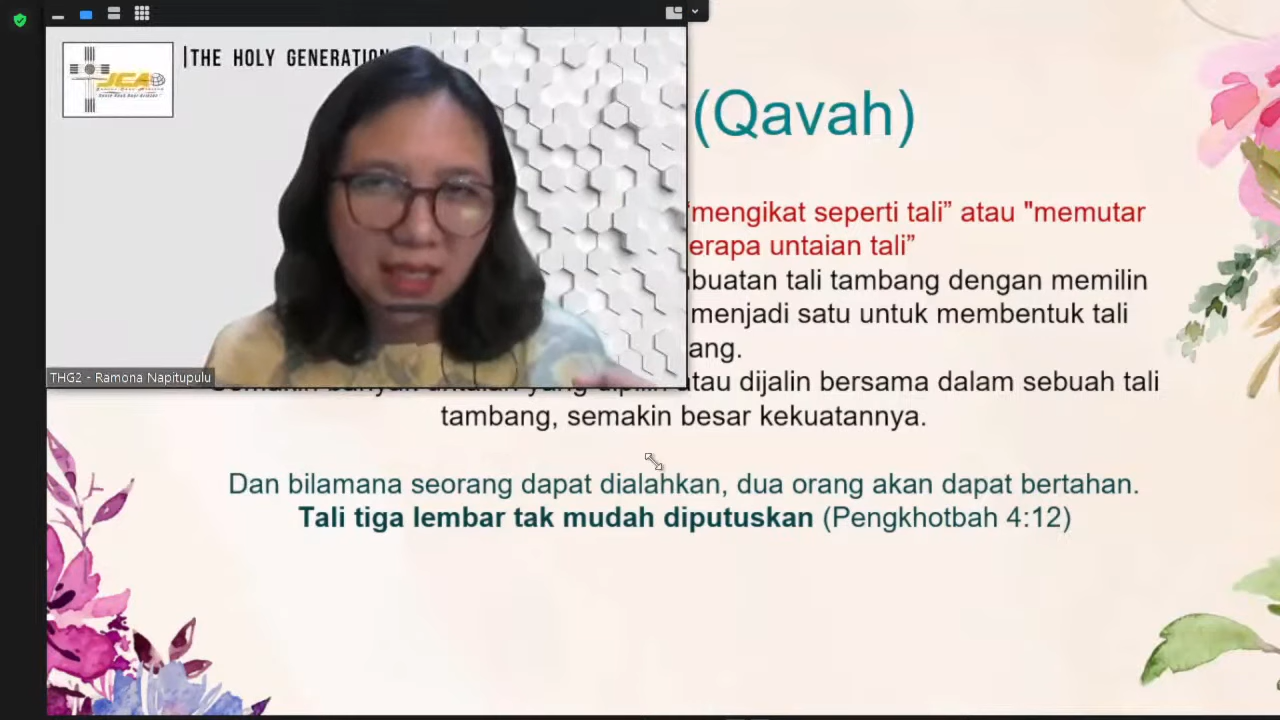 |THE HOLY GENERATION
JCA
THG2 - Ramona Napitupulu
(Qavah)
"mengikat seperti tali” atau "memutar
erapa untaian tali”
buatan tali tambang dengan memilin
menjadi satu untuk membentuk tali
ang.
atau dijalin bersama dalam sebuah tali
tambang, semakin besar kekuatannya.
Dan bilamana seorang dapat dialahkan, dua orang akan dapat bertahan.
Tali tiga lembar tak mudah diputuskan (Pengkhotbah 4:12)